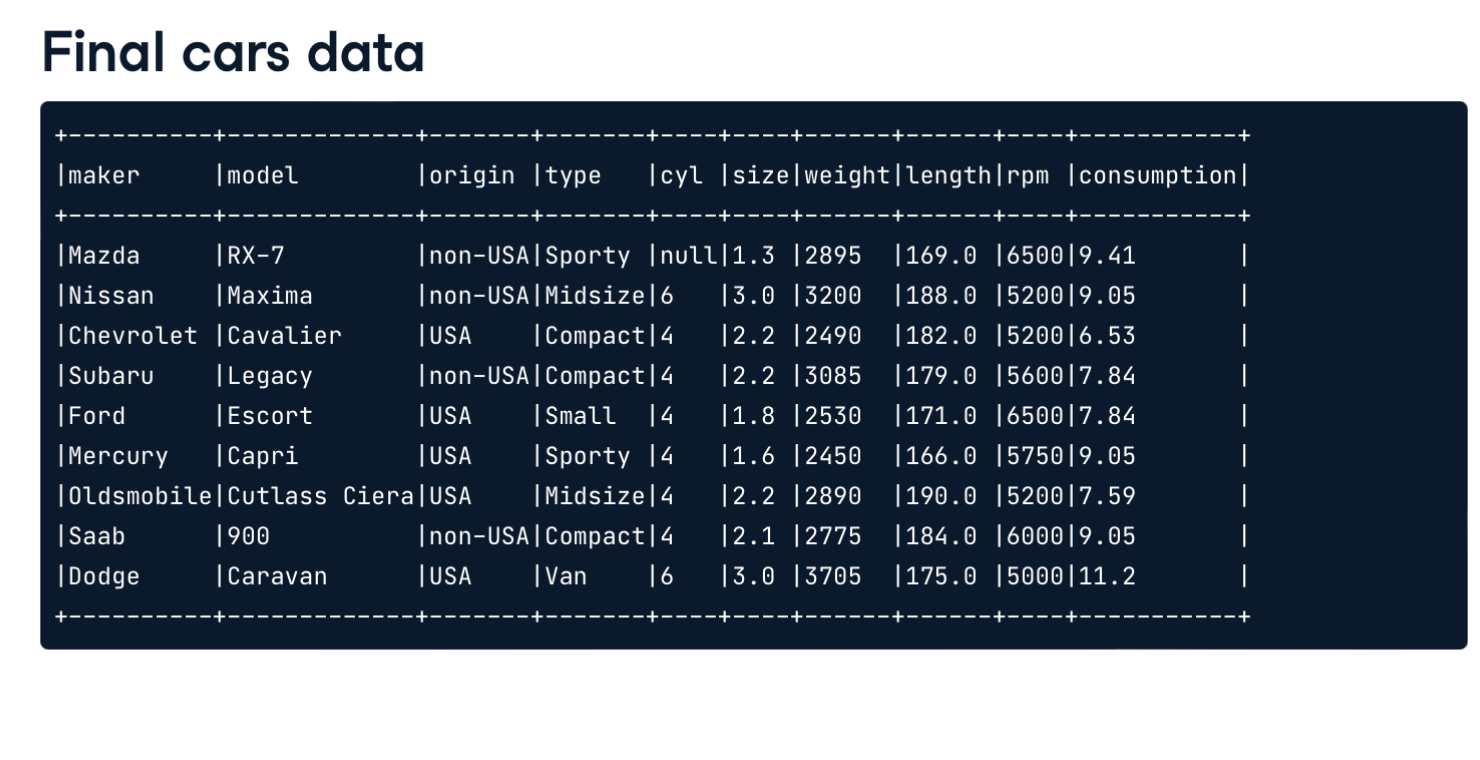 Final cars data
+----------+-------------+-------+-------+----+----+------+------+----+-----------+
|maker     |model        |origin |type   |cyl |size|weight|length|rpm |consumption|
+----------+-------------+-------+-------+----+----+------+------+----+-----------+
|Mazda     |RX-7         |non-USA|Sporty |null|1.3 |2895  |169.0 |6500|9.41       |
|Nissan    |Maxima       |non-USA|Midsize|6   |3.0 |3200  |188.0 |5200|9.05       |
|Chevrolet |Cavalier     |USA    |Compact|4   |2.2 |2490  |182.0 |5200|6.53       |
|Subaru    |Legacy       |non-USA|Compact|4   |2.2 |3085  |179.0 |5600|7.84       |
|Ford      |Escort       |USA    |Small  |4   |1.8 |2530  |171.0 |6500|7.84       |
|Mercury   |Capri        |USA    |Sporty |4   |1.6 |2450  |166.0 |5750|9.05       |
|Oldsmobile|Cutlass Ciera|USA    |Midsize|4   |2.2 |2890  |190.0 |5200|7.59       |
|Saab      |900          |non-USA|Compact|4   |2.1 |2775  |184.0 |6000|9.05       |
|Dodge     |Caravan      |USA    |Van    |6   |3.0 |3705  |175.0 |5000|11.2       |
+----------+-------------+-------+-------+----+----+------+------+----+-----------+